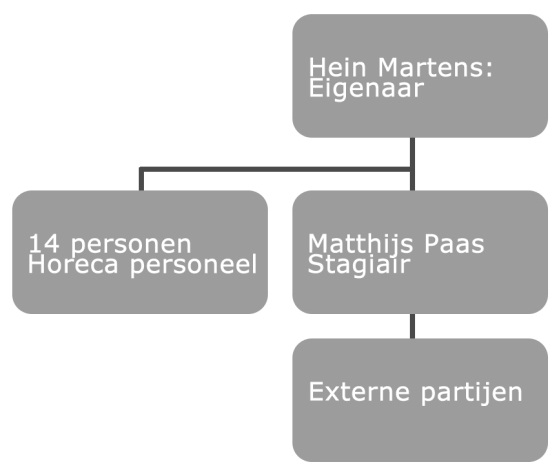 Hein Martens:
Eigenaar
14 personen
Horeca personeel
Matthijs Paas
Stagiair
Externe partijen